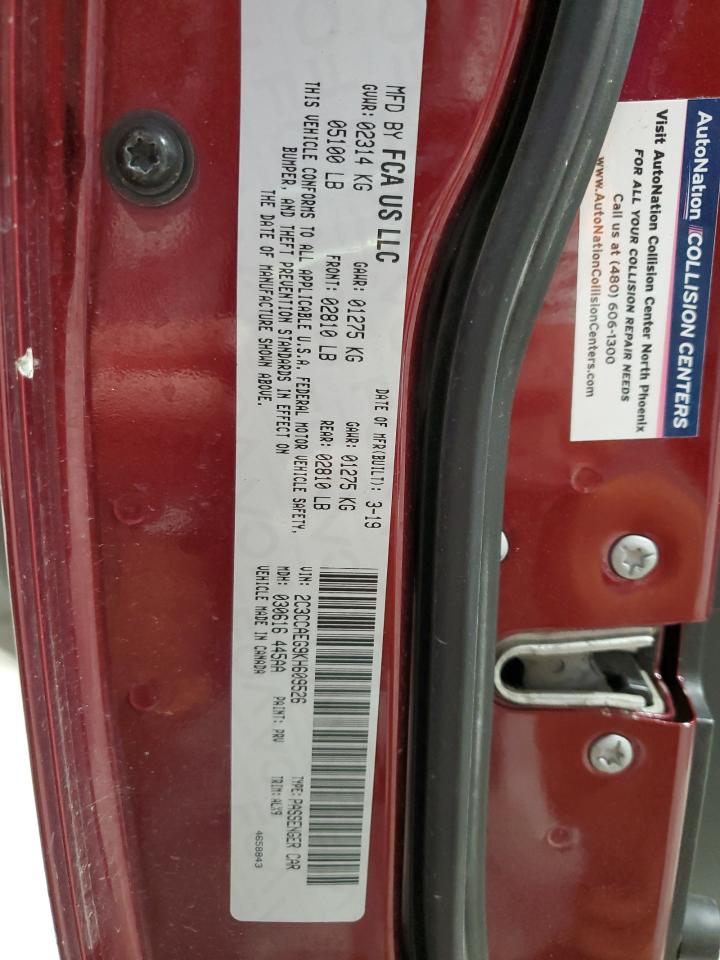 MFD BY FCA US LLC
DATE OF MFR(BUILT): 3-19
GVWR: 02314 KG
GAWR: 01275 KG
GAWR: 01275 KG
05100 LB
FRONT: 02810 LB
REAR: 02810 LB
THIS VEHICLE CONFORMS TO ALL APPLICABLE U.S.A. FEDERAL MOTOR VEHICLE SAFETY,
BUMPER, AND THEFT PREVENTION STANDARDS IN EFFECT ON
THE DATE OF MANUFACTURE SHOWN ABOVE.
VIN: 2C3CCAEG9KH609526
TYPE: PASSENGER CAR
MDH: 030616 445AA
PAINT: PRV
TRIM: ALX9
VEHICLE MADE IN CANADA
4658843
AutoNation COLLISION CENTERS
Visit AutoNation Collision Center North Phoenix
FOR ALL YOUR COLLISION REPAIR NEEDS
Call us at (480) 606-1300
www.AutoNationCollisionCenters.com